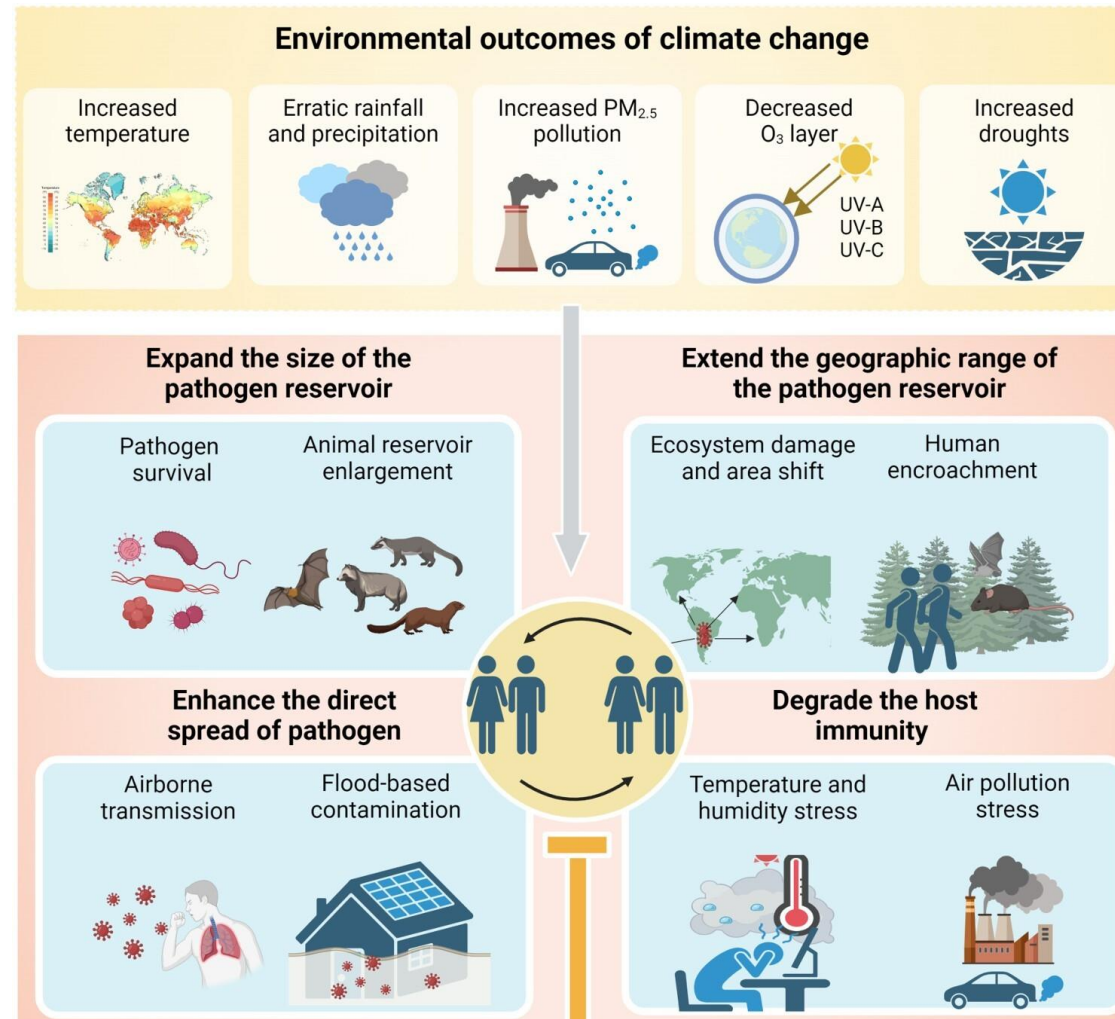 Environmental outcomes of climate change
Increased
temperature
Erratic rainfall
and precipitation
Increased PM₂.₅
pollution
Decreased
O₃ layer
UV-A
UV-B
UV-C
Increased
droughts
Expand the size of the
pathogen reservoir
Pathogen
survival
Animal reservoir
enlargement
Extend the geographic range of
the pathogen reservoir
Ecosystem damage
and area shift
Human
encroachment
Enhance the direct
spread of pathogen
Airborne
transmission
Flood-based
contamination
Degrade the host
immunity
Temperature and
humidity stress
Air pollution
stress